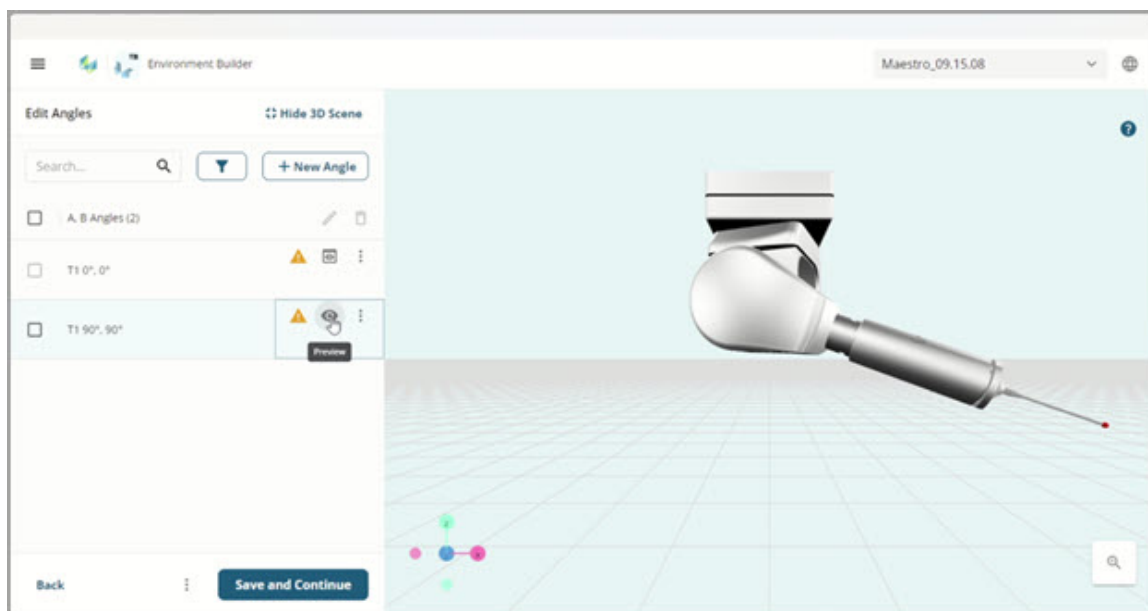 Environment Builder
Maestro_09.15.08
Edit Angles
Hide 3D Scene
?
Search...
+ New Angle
A, B Angles (2)
T1 0°, 0°
T1 90°, 90°
Preview
Z
X
Back
Save and Continue